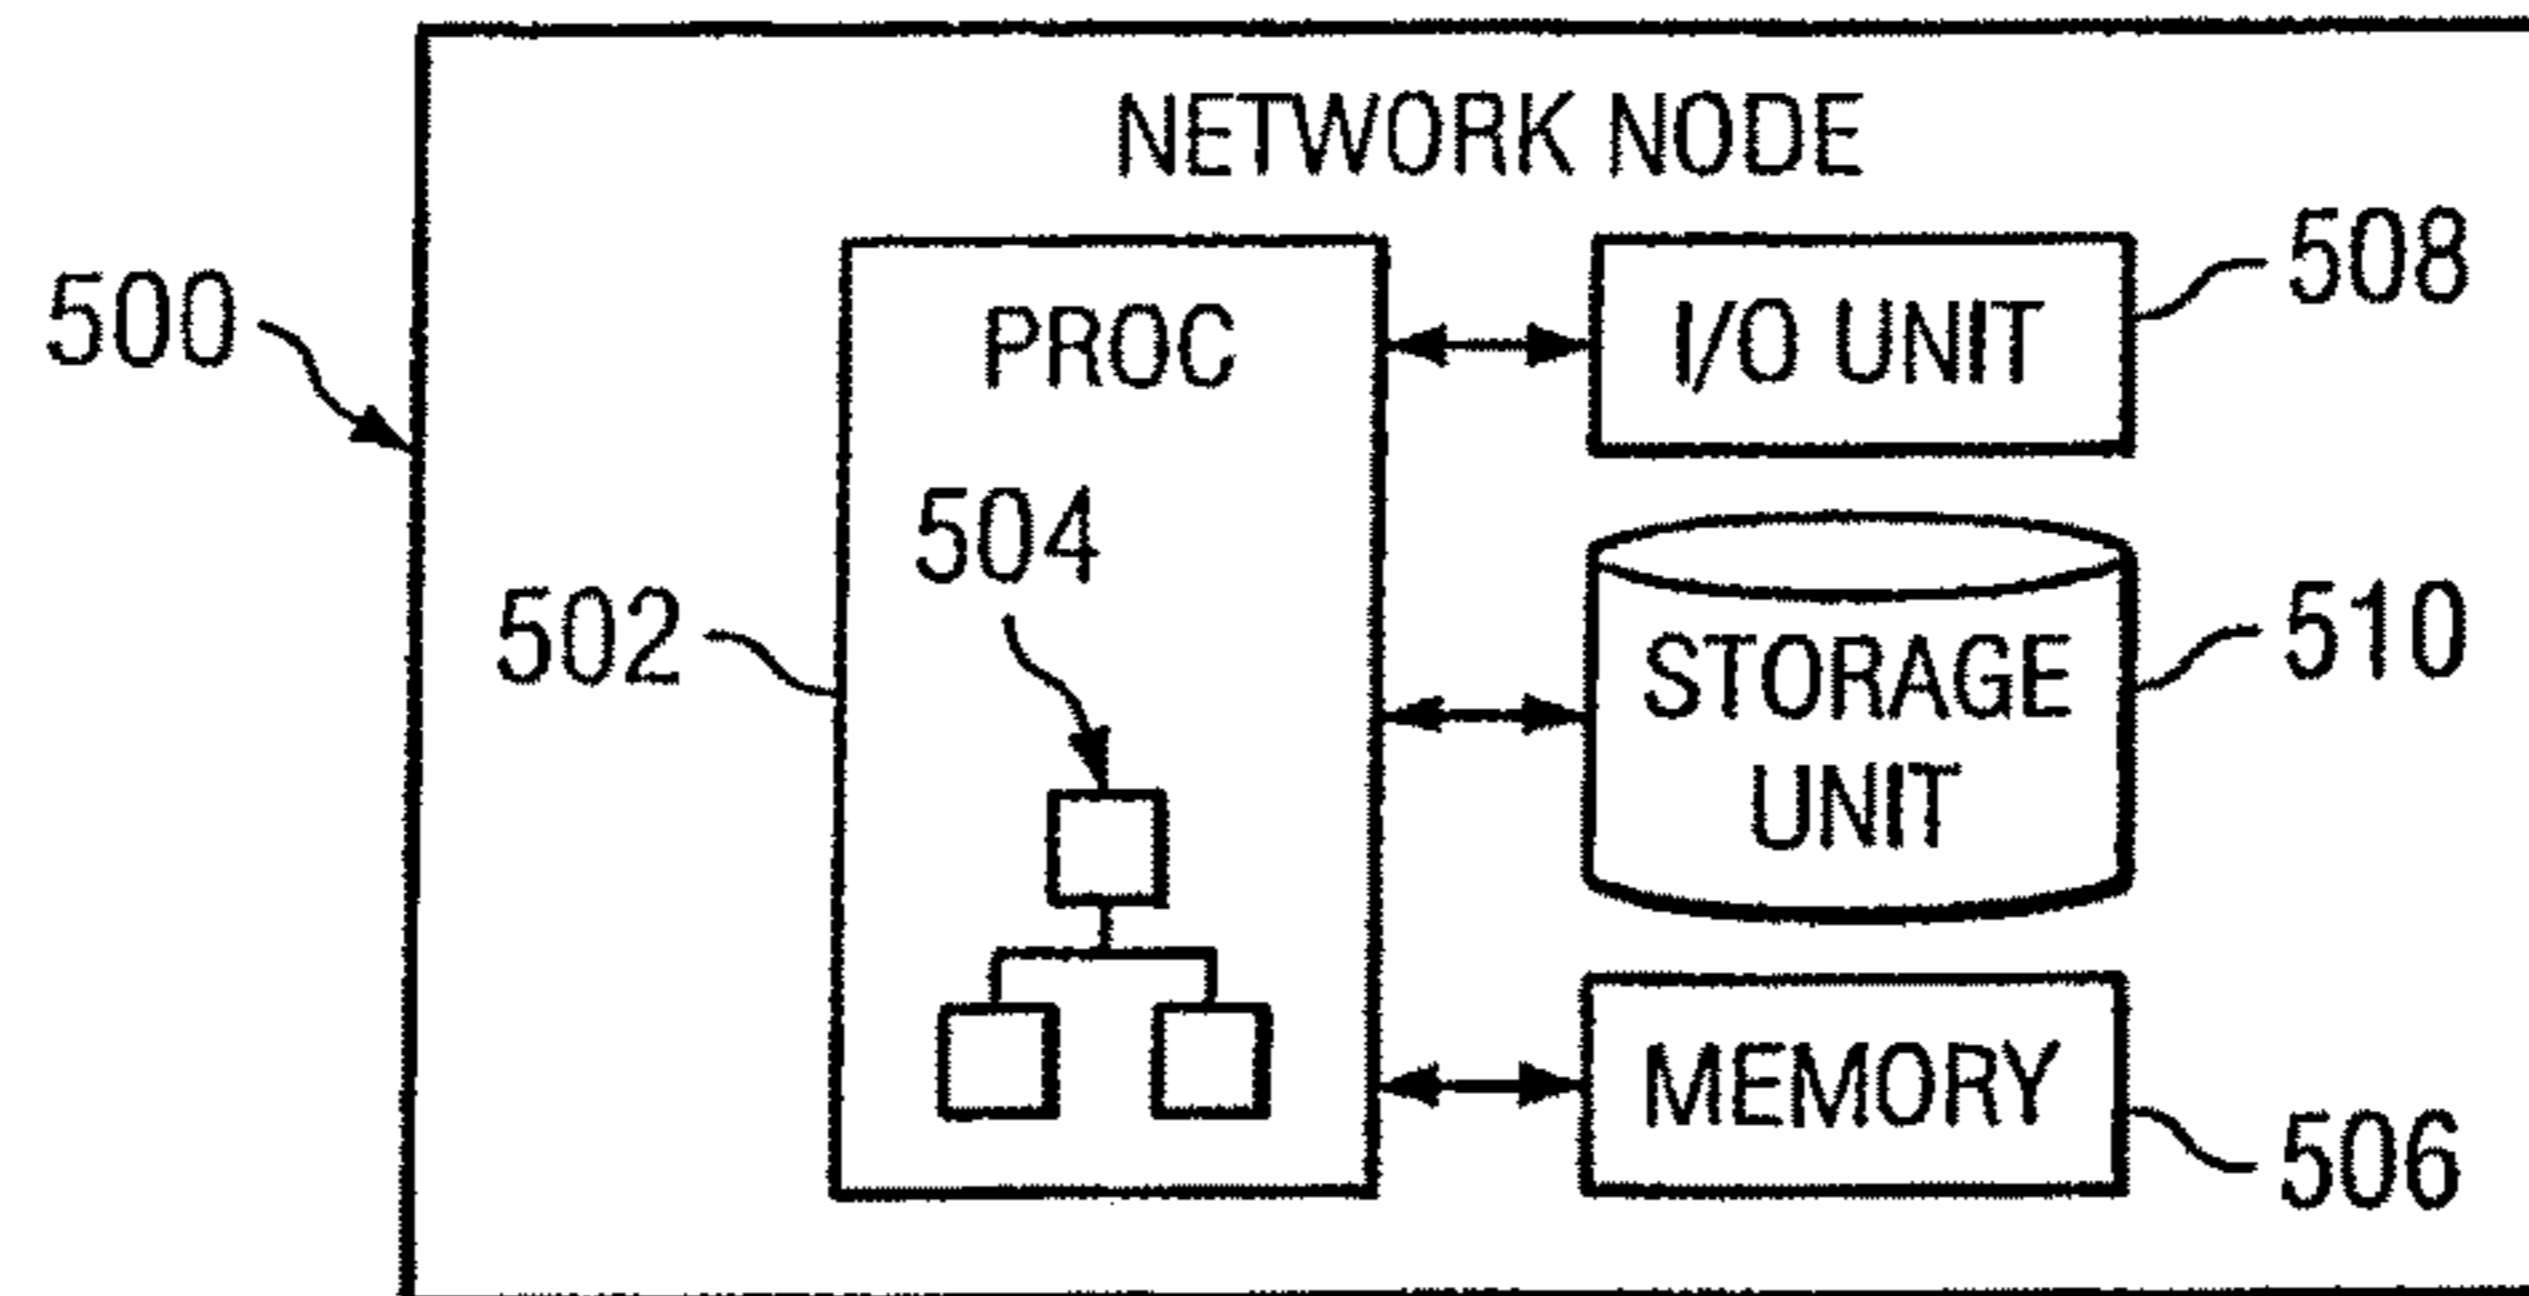 NETWORK NODE
500
502
PROC
504
I/O UNIT
508
STORAGE
UNIT
510
MEMORY
506